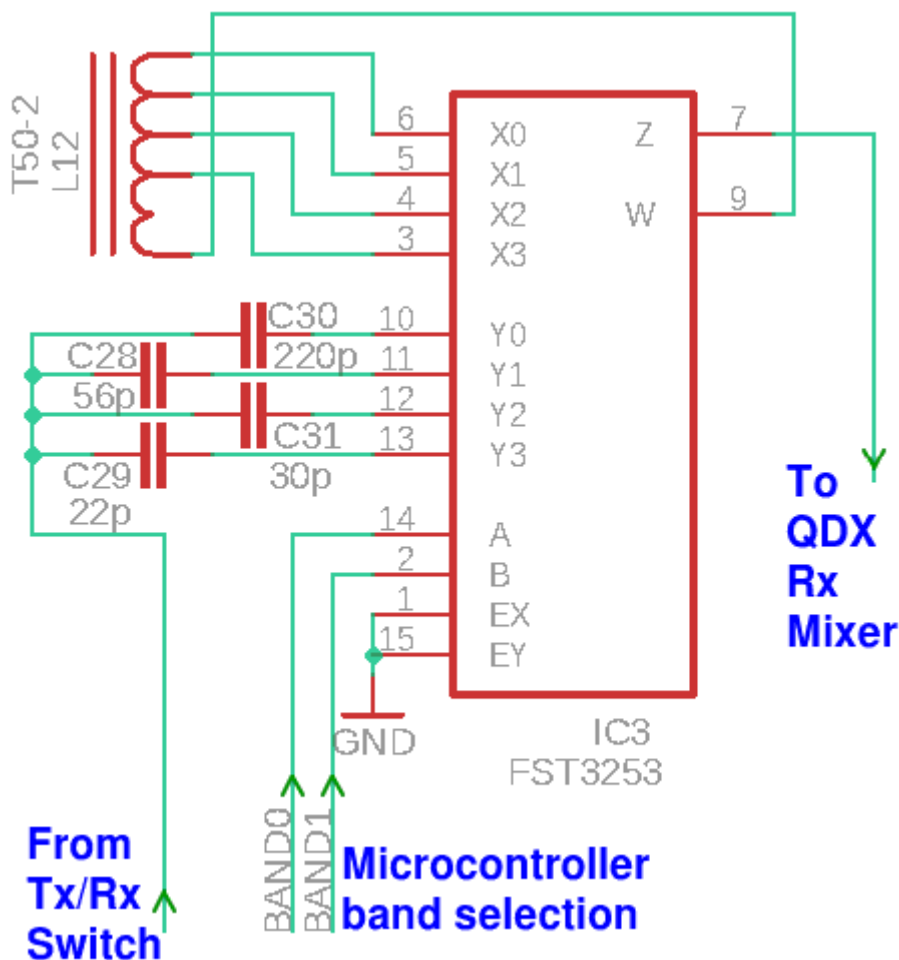 T50-2
L12
6
X0
Z
7
5
X1
4
X2
W
9
3
X3
C30
220p
10
Y0
C28
56p
11
Y1
12
Y2
C31
30p
13
Y3
C29
22p
14
A
2
B
1
EX
15
EY
GND
IC3
FST3253
To
QDX
Rx
Mixer
BAND0
BAND1
From
Tx/Rx
Switch
Microcontroller
band selection